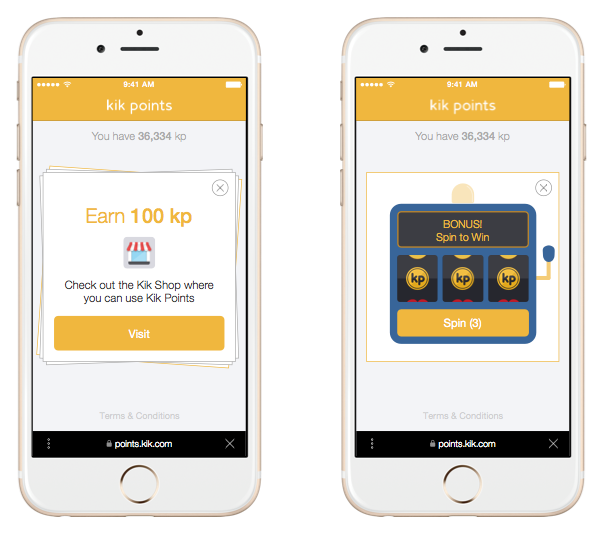 9:41 AM
kik points
You have 36,334 kp
Earn 100 kp
Check out the Kik Shop where
you can use Kik Points
Visit
Terms & Conditions
points.kik.com
9:41 AM
kik points
You have 36,334 kp
BONUS!
Spin to Win
kp kp kp
Spin (3)
Terms & Conditions
points.kik.com